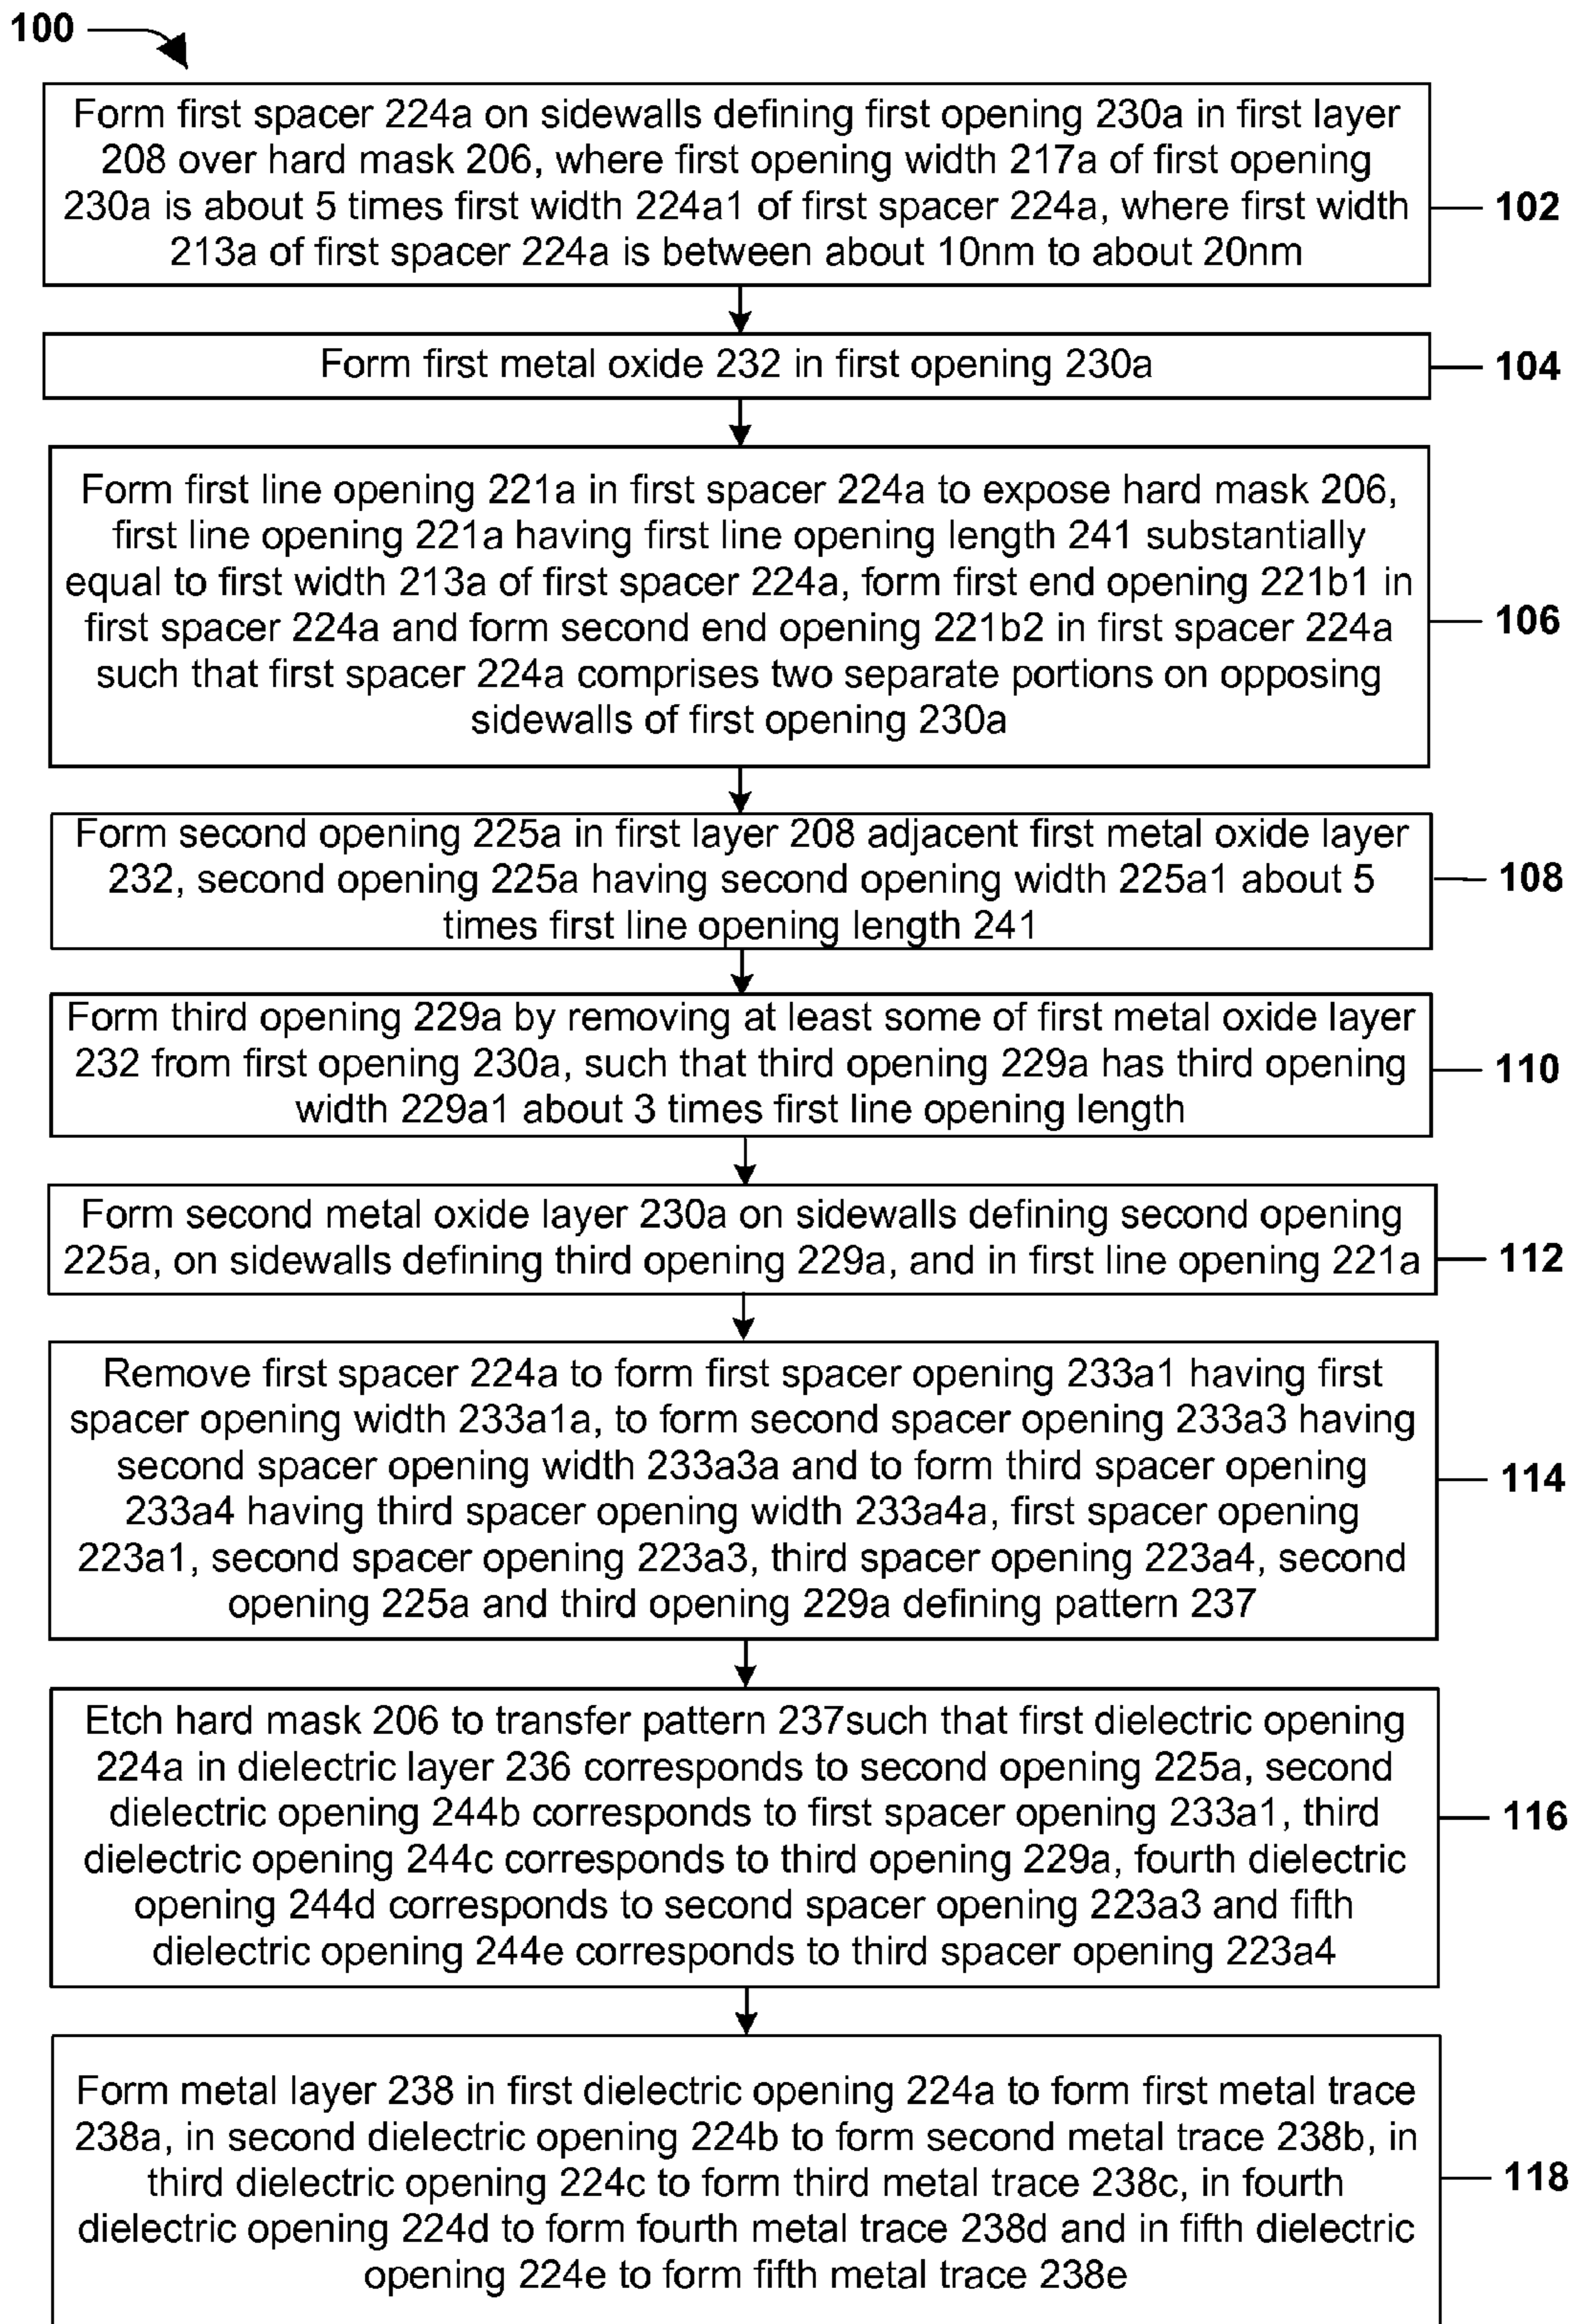 100
Form first spacer 224a on sidewalls defining first opening 230a in first layer
208 over hard mask 206, where first opening width 217a of first opening
230a is about 5 times first width 224a1 of first spacer 224a, where first width
213a of first spacer 224a is between about 10nm to about 20nm
102
Form first metal oxide 232 in first opening 230a
104
Form first line opening 221a in first spacer 224a to expose hard mask 206,
first line opening 221a having first line opening length 241 substantially
equal to first width 213a of first spacer 224a, form first end opening 221b1 in
first spacer 224a and form second end opening 221b2 in first spacer 224a
such that first spacer 224a comprises two separate portions on opposing
sidewalls of first opening 230a
106
Form second opening 225a in first layer 208 adjacent first metal oxide layer
232, second opening 225a having second opening width 225a1 about 5
times first line opening length 241
108
Form third opening 229a by removing at least some of first metal oxide layer
232 from first opening 230a, such that third opening 229a has third opening
width 229a1 about 3 times first line opening length
110
Form second metal oxide layer 230a on sidewalls defining second opening
225a, on sidewalls defining third opening 229a, and in first line opening 221a
112
Remove first spacer 224a to form first spacer opening 233a1 having first
spacer opening width 233a1a, to form second spacer opening 233a3 having
second spacer opening width 233a3a and to form third spacer opening
233a4 having third spacer opening width 233a4a, first spacer opening
223a1, second spacer opening 223a3, third spacer opening 223a4, second
opening 225a and third opening 229a defining pattern 237
114
Etch hard mask 206 to transfer pattern 237such that first dielectric opening
224a in dielectric layer 236 corresponds to second opening 225a, second
dielectric opening 244b corresponds to first spacer opening 233a1, third
dielectric opening 244c corresponds to third opening 229a, fourth dielectric
opening 244d corresponds to second spacer opening 223a3 and fifth
dielectric opening 244e corresponds to third spacer opening 223a4
116
Form metal layer 238 in first dielectric opening 224a to form first metal trace
238a, in second dielectric opening 224b to form second metal trace 238b, in
third dielectric opening 224c to form third metal trace 238c, in fourth
dielectric opening 224d to form fourth metal trace 238d and in fifth dielectric
opening 224e to form fifth metal trace 238e
118